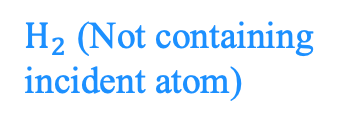 H₂ (Not containing
incident atom)